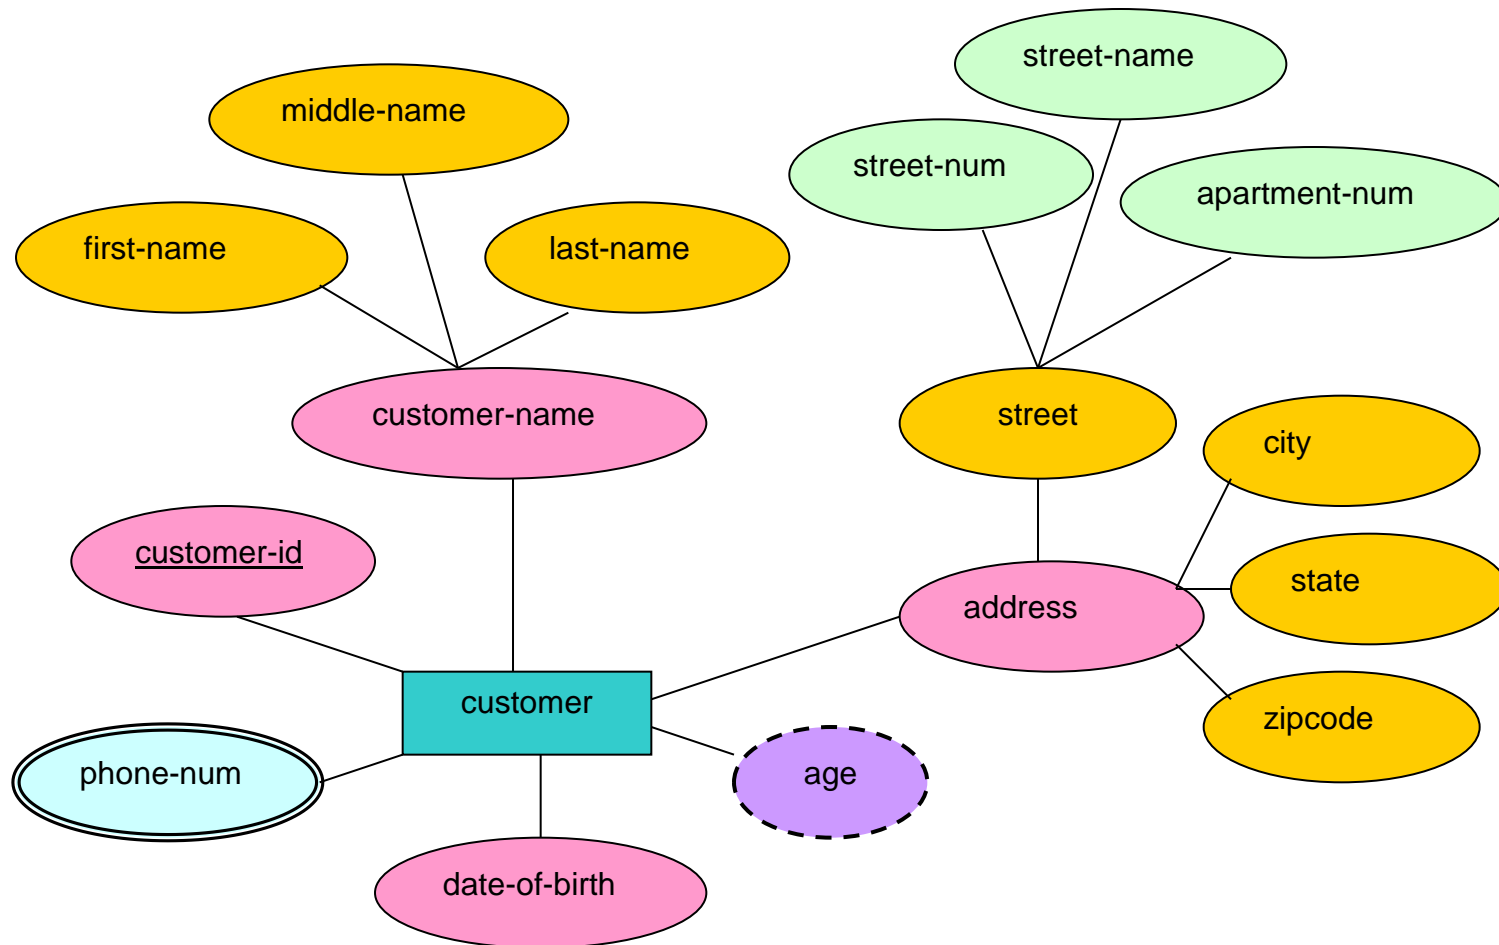 street-name
middle-name
street-num
apartment-num
first-name
last-name
customer-name
street
city
customer-id
state
address
customer
zipcode
phone-num
age
date-of-birth